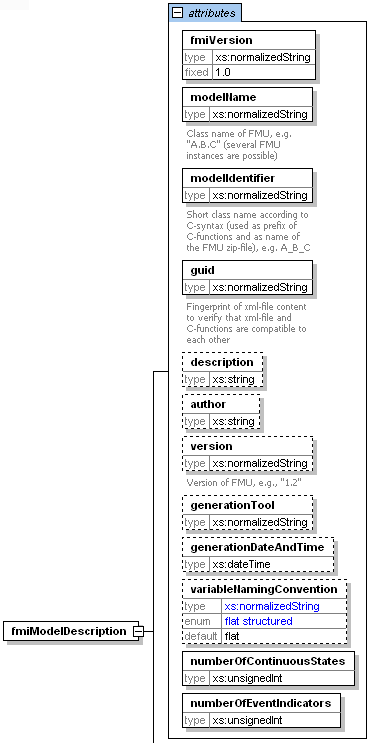 attributes
fmiVersion
type xs:normalizedString
fixed 1.0
modelName
type xs:normalizedString
Class name of FMU, e.g.
"A.B.C" (several FMU
instances are possible)
modelIdentifier
type xs:normalizedString
Short class name according to
C-syntax (used as prefix of
C-functions and as name of
the FMU zip-file), e.g. A_B_C
guid
type xs:normalizedString
Fingerprint of xml-file content
to verify that xml-file and
C-functions are compatible to
each other
description
type xs:string
author
type xs:string
version
type xs:normalizedString
Version of FMU, e.g., "1.2"
generationTool
type xs:normalizedString
generationDateAndTime
type xs:dateTime
variableNamingConvention
type xs:normalizedString
enum flat structured
default flat
fmiModelDescription
numberOfContinuousStates
type xs:unsignedInt
numberOfEventIndicators
type xs:unsignedInt